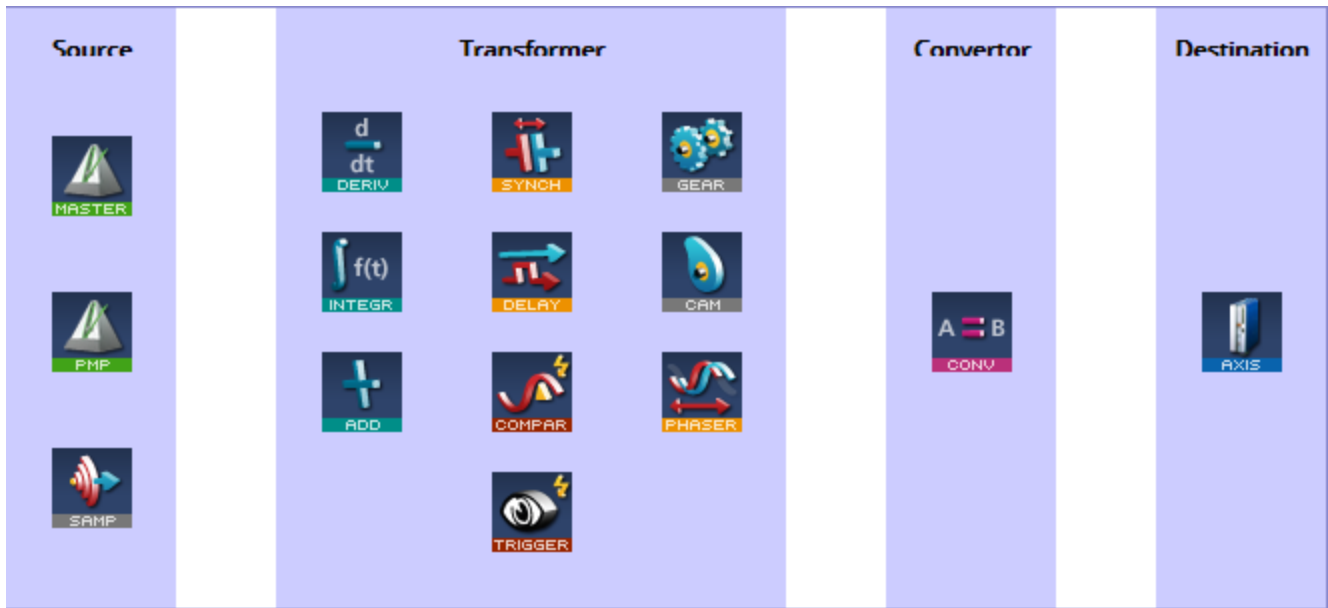 Source
Transformer
Convertor
Destination
MASTER
PMP
SAMP
d
dt
DERIV
SYNCH
GEAR
f(t)
INTEGR
DELAY
CAM
ADD
COMPAR
PHASER
TRIGGER
A = B
CONV
AXIS